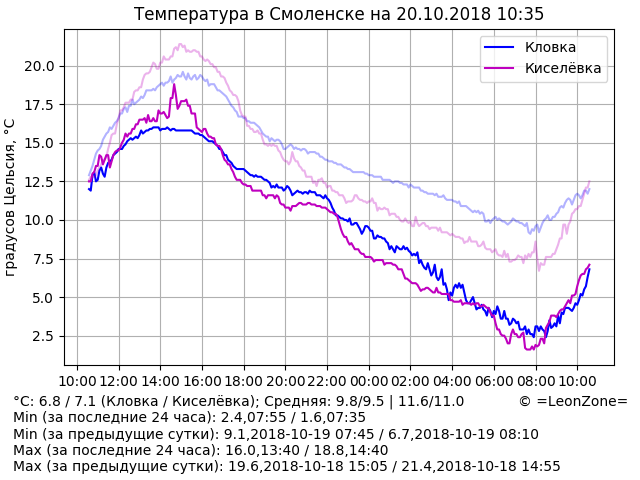 Температура в Смоленске на 20.10.2018 10:35
Кловка
Киселёвка
градусов Цельсия, °C
20.0
17.5
15.0
12.5
10.0
7.5
5.0
2.5
10:00 12:00 14:00 16:00 18:00 20:00 22:00 00:00 02:00 04:00 06:00 08:00 10:00
°C: 6.8 / 7.1 (Кловка / Киселёвка); Средняя: 9.8/9.5 | 11.6/11.0 © =LeonZone=
Min (за последние 24 часа): 2.4,07:55 / 1.6,07:35
Min (за предыдущие сутки): 9.1,2018-10-19 07:45 / 6.7,2018-10-19 08:10
Max (за последние 24 часа): 16.0,13:40 / 18.8,14:40
Max (за предыдущие сутки): 19.6,2018-10-18 15:05 / 21.4,2018-10-18 14:55